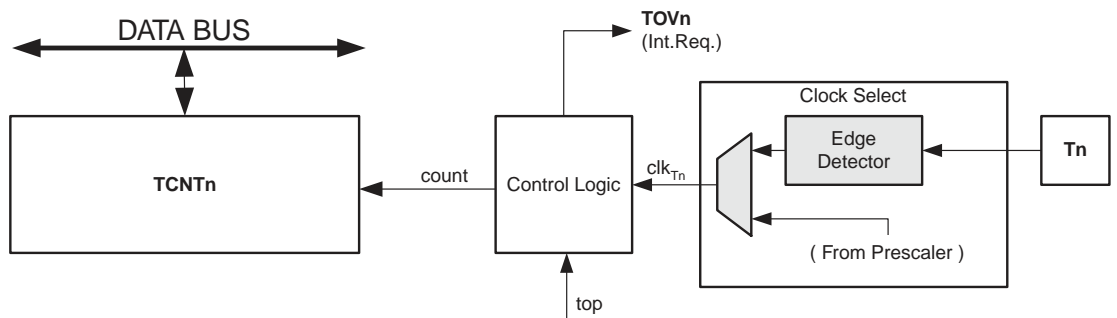 DATA BUS
TOVn
(Int.Req.)
Clock Select
TCNTn
count
Control Logic
clkTn
Edge
Detector
Tn
( From Prescaler )
top